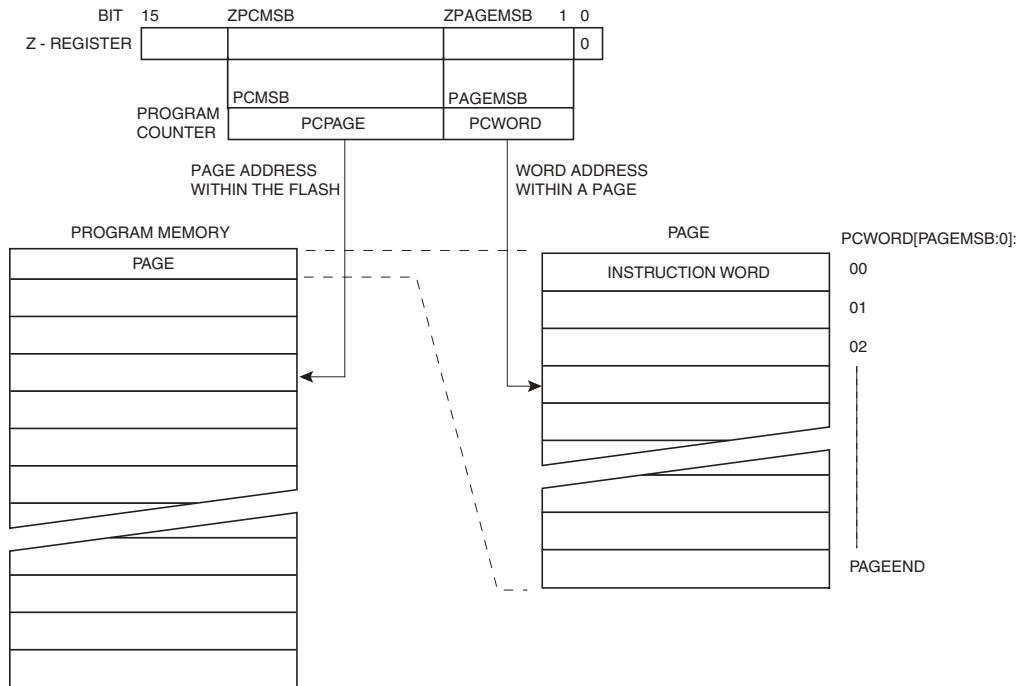 BIT 15 ZPCMSB ZPAGEMSB 1 0
Z - REGISTER 0
PCMSB PAGEMSB
PROGRAM
COUNTER
PCPAGE PCWORD
PAGE ADDRESS
WITHIN THE FLASH
WORD ADDRESS
WITHIN A PAGE
PROGRAM MEMORY
PAGE
PAGE
PCWORD[PAGEMSB:0]:
INSTRUCTION WORD
00
01
02
PAGEEND